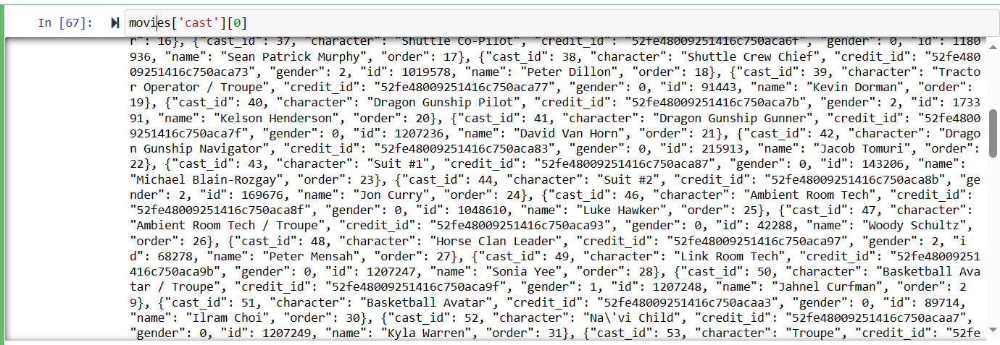 In [67]: movies['cast'][0]
r": 16}, {"cast_id": 37, "character": "Shuttle Co-Pilot", "credit_id": "52fe48009251416c750aca6f", "gender": 0, "id": 1180
936, "name": "Sean Patrick Murphy", "order": 17}, {"cast_id": 38, "character": "Shuttle Crew Chief", "credit_id": "52fe480
09251416c750aca73", "gender": 2, "id": 1019578, "name": "Peter Dillon", "order": 18}, {"cast_id": 39, "character": "Tracto
r Operator / Troupe", "credit_id": "52fe48009251416c750aca77", "gender": 0, "id": 91443, "name": "Kevin Dorman", "order":
19}, {"cast_id": 40, "character": "Dragon Gunship Pilot", "credit_id": "52fe48009251416c750aca7b", "gender": 2, "id": 1733
91, "name": "Kelson Henderson", "order": 20}, {"cast_id": 41, "character": "Dragon Gunship Gunner", "credit_id": "52fe4800
9251416c750aca7f", "gender": 0, "id": 1207236, "name": "David Van Horn", "order": 21}, {"cast_id": 42, "character": "Drago
n Gunship Navigator", "credit_id": "52fe48009251416c750aca83", "gender": 0, "id": 215913, "name": "Jacob Tomuri", "order":
22}, {"cast_id": 43, "character": "Suit #1", "credit_id": "52fe48009251416c750aca87", "gender": 0, "id": 143206, "name":
"Michael Blain-Rozgay", "order": 23}, {"cast_id": 44, "character": "Suit #2", "credit_id": "52fe48009251416c750aca8b", "ge
nder": 2, "id": 169676, "name": "Jon Curry", "order": 24}, {"cast_id": 46, "character": "Ambient Room Tech", "credit_id":
"52fe48009251416c750aca8f", "gender": 0, "id": 1048610, "name": "Luke Hawker", "order": 25}, {"cast_id": 47, "character":
"Ambient Room Tech / Troupe", "credit_id": "52fe48009251416c750aca93", "gender": 0, "id": 42288, "name": "Woody Schultz",
"order": 26}, {"cast_id": 48, "character": "Horse Clan Leader", "credit_id": "52fe48009251416c750aca97", "gender": 2, "i
d": 68278, "name": "Peter Mensah", "order": 27}, {"cast_id": 49, "character": "Link Room Tech", "credit_id": "52fe48009251
416c750aca9b", "gender": 0, "id": 1207247, "name": "Sonia Yee", "order": 28}, {"cast_id": 50, "character": "Basketball Ava
tar / Troupe", "credit_id": "52fe48009251416c750aca9f", "gender": 1, "id": 1207248, "name": "Jahnel Curfman", "order": 2
9}, {"cast_id": 51, "character": "Basketball Avatar", "credit_id": "52fe48009251416c750acaa3", "gender": 0, "id": 89714,
"name": "Ilram Choi", "order": 30}, {"cast_id": 52, "character": "Na\'vi Child", "credit_id": "52fe48009251416c750acaa7",
"gender": 0, "id": 1207249, "name": "Kyla Warren", "order": 31}, {"cast_id": 53, "character": "Troupe", "credit_id": "52fe